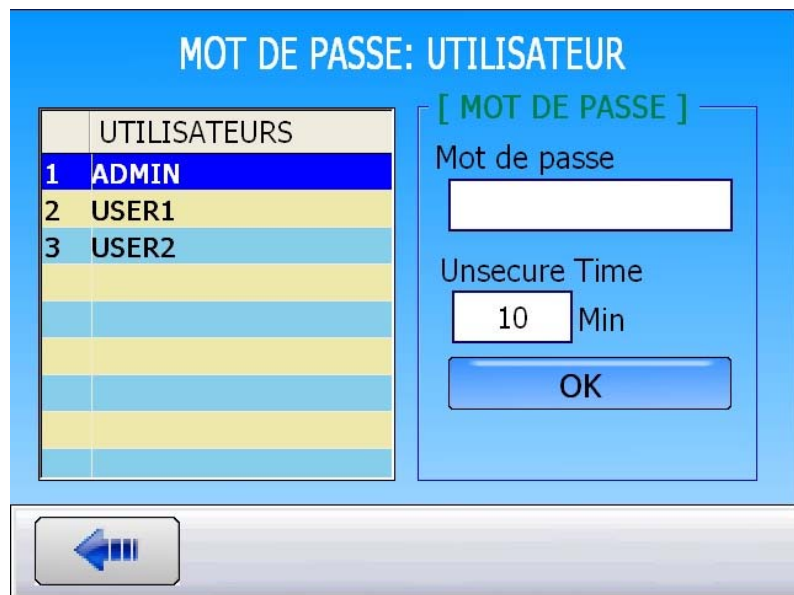 MOT DE PASSE: UTILISATEUR
UTILISATEURS
1 ADMIN
2 USER1
3 USER2
[ MOT DE PASSE ]
Mot de passe
Unsecure Time
10 Min
OK